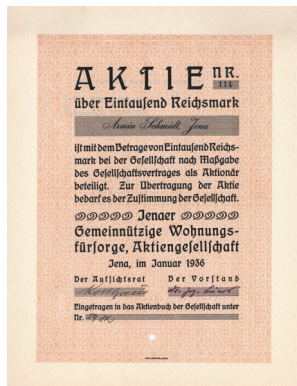 AKTIE NR.
114
über Eintausend Reichsmark
Armin Schmidt, Jena
ist mit dem Betrage von Eintausend Reichs-
mark bei der Gesellschaft nach Maßgabe
des Gesellschaftsvertrages als Aktionär
beteiligt. Zur Übertragung der Aktie
bedarf es der Zustimmung der Gesellschaft.
Jenaer
Gemeinnützige Wohnungs-
fürsorge, Aktiengesellschaft
Jena, im Januar 1936
Der Aufsichtsrat Der Vorstand
Eingetragen in das Aktienbuch der Gesellschaft unter
Nr.